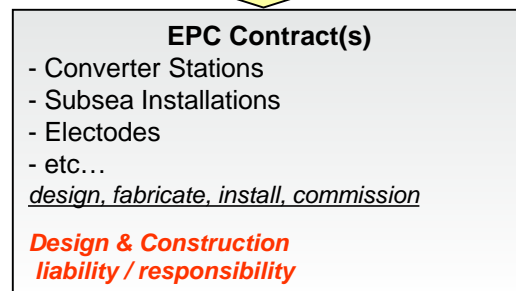 EPC Contract(s)
- Converter Stations
- Subsea Installations
- Electodes
- etc…
design, fabricate, install, commission
Design & Construction
liability / responsibility